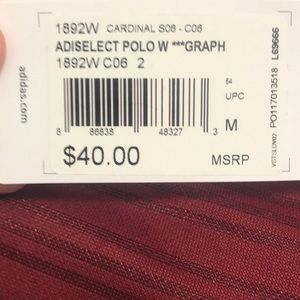 1892W CARDINAL S06 - C06
ADISELECT POLO W ***GRAPH
1892W C06 2
54
UPC
8 86838 48327 3
M
$40.00 MSRP
adidas.com
L69666
PO117013518